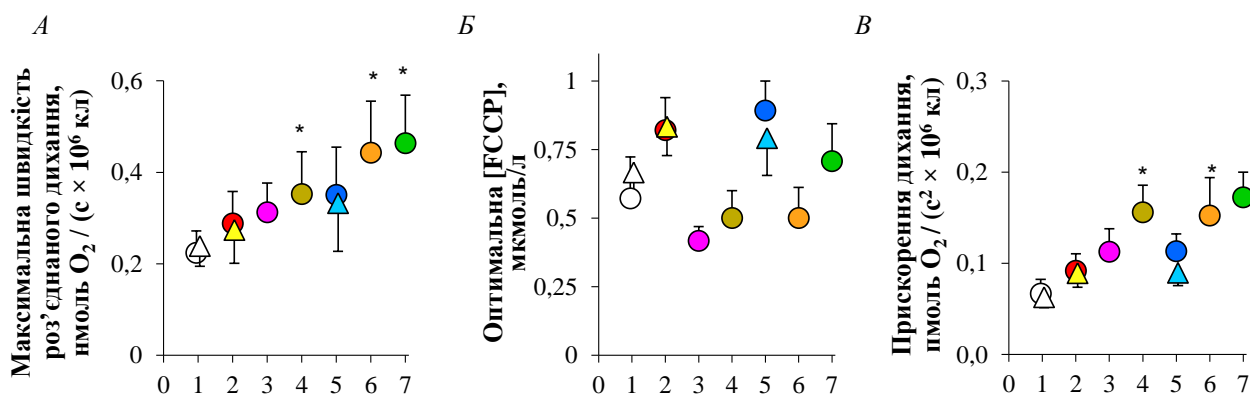 А
Б
В
Максимальна швидкість
роз’єднаного дихання,
нмоль O₂ / (с × 10⁶ кл)
0,6
0,4
0,2
0
0 1 2 3 4 5 6 7
*
*
*
Оптимальна [FCCP],
мкмоль/л
1
0,75
0,5
0,25
0
0 1 2 3 4 5 6 7
Прискорення дихання,
пмоль O₂ / (с² × 10⁶ кл)
0,3
0,2
0,1
0,0
0 1 2 3 4 5 6 7
*
*